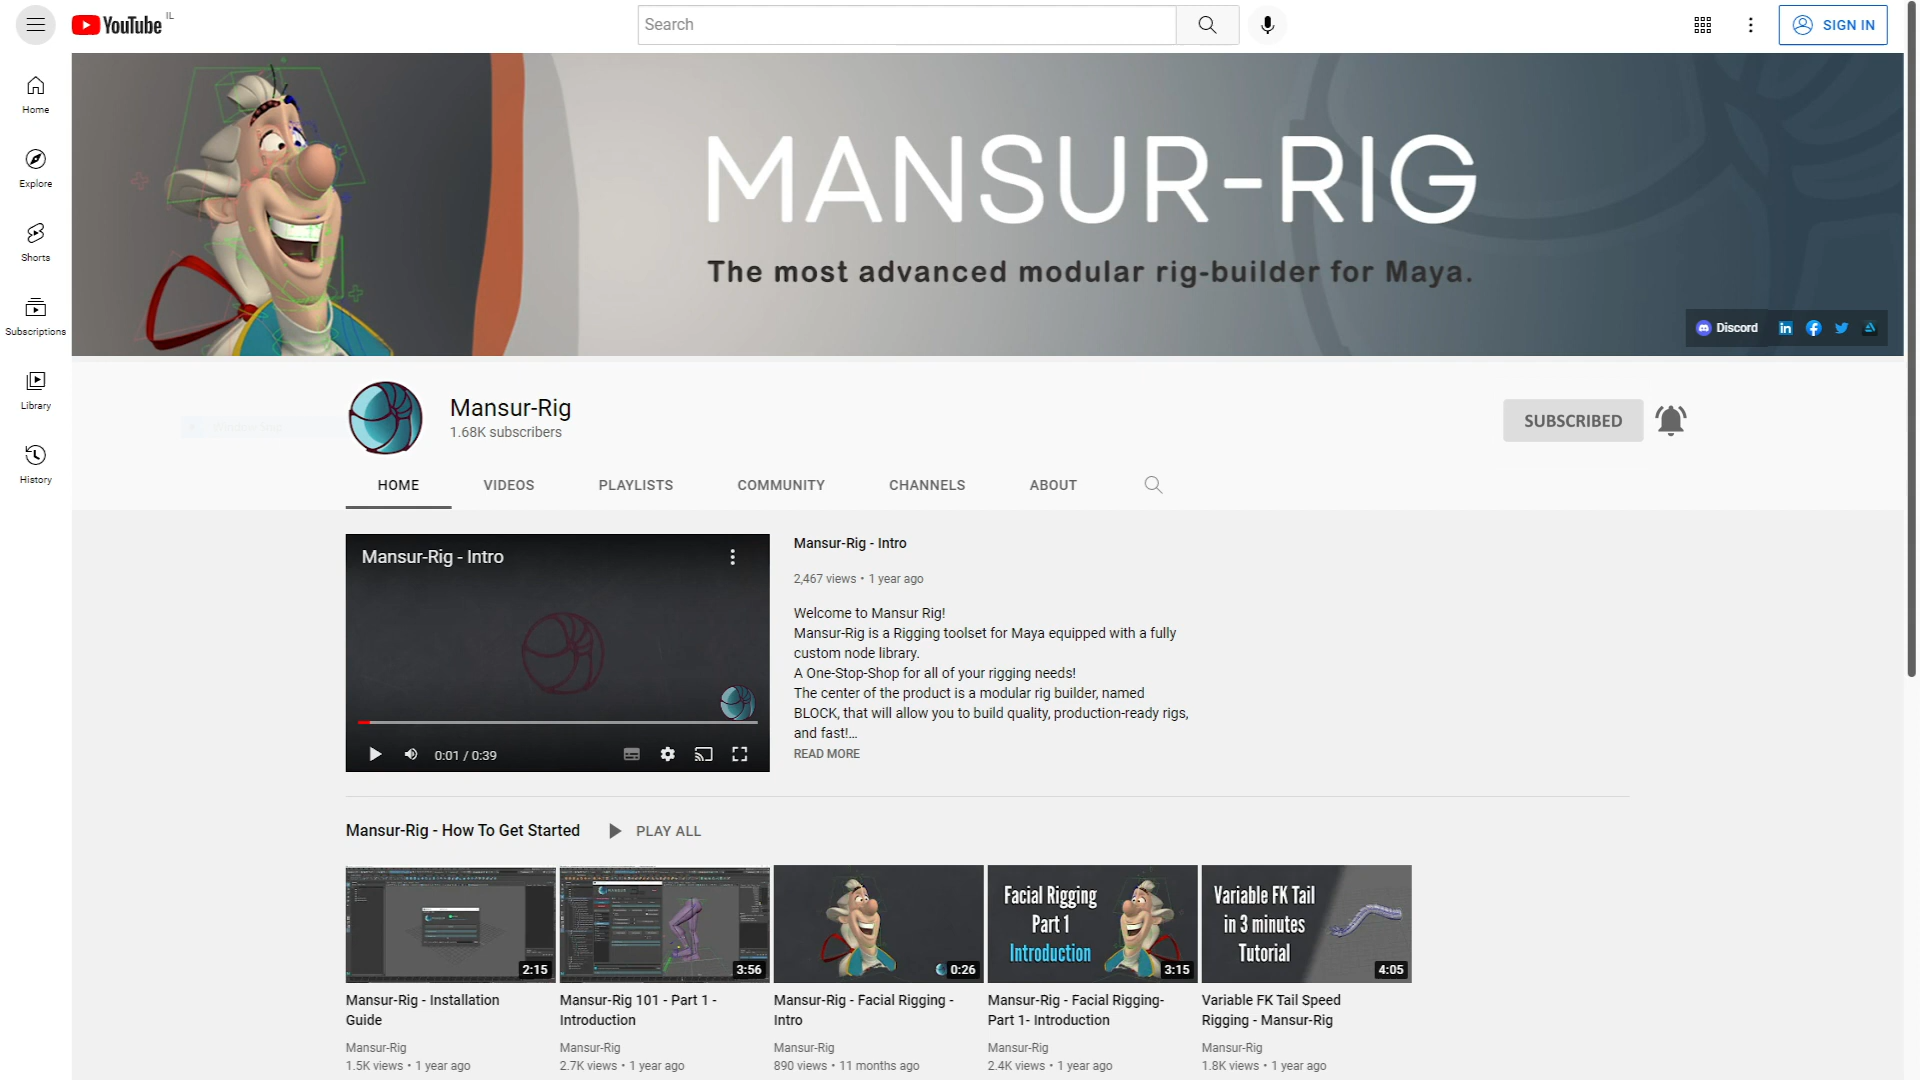 YouTube IL
Search
SIGN IN
Home
Explore
Shorts
Subscriptions
Library
History
MANSUR-RIG
The most advanced modular rig-builder for Maya.
Discord
Mansur-Rig
1.68K subscribers
SUBSCRIBED
HOME VIDEOS PLAYLISTS COMMUNITY CHANNELS ABOUT
Mansur-Rig - Intro
0:01 / 0:39
Mansur-Rig - Intro
2,467 views • 1 year ago
Welcome to Mansur Rig!
Mansur-Rig is a Rigging toolset for Maya equipped with a fully
custom node library.
A One-Stop-Shop for all of your rigging needs!
The center of the product is a modular rig builder, named
BLOCK, that will allow you to build quality, production-ready rigs,
and fast!...
READ MORE
Mansur-Rig - How To Get Started PLAY ALL
2:15
Mansur-Rig - Installation
Guide
Mansur-Rig
1.5K views • 1 year ago
3:56
Mansur-Rig 101 - Part 1 -
Introduction
Mansur-Rig
2.7K views • 1 year ago
0:26
Mansur-Rig - Facial Rigging -
Intro
Mansur-Rig
890 views • 11 months ago
Facial Rigging
Part 1
Introduction
3:15
Mansur-Rig - Facial Rigging-
Part 1- Introduction
Mansur-Rig
2.4K views • 1 year ago
Variable FK Tail
in 3 minutes
Tutorial
4:05
Variable FK Tail Speed
Rigging - Mansur-Rig
Mansur-Rig
1.8K views • 1 year ago